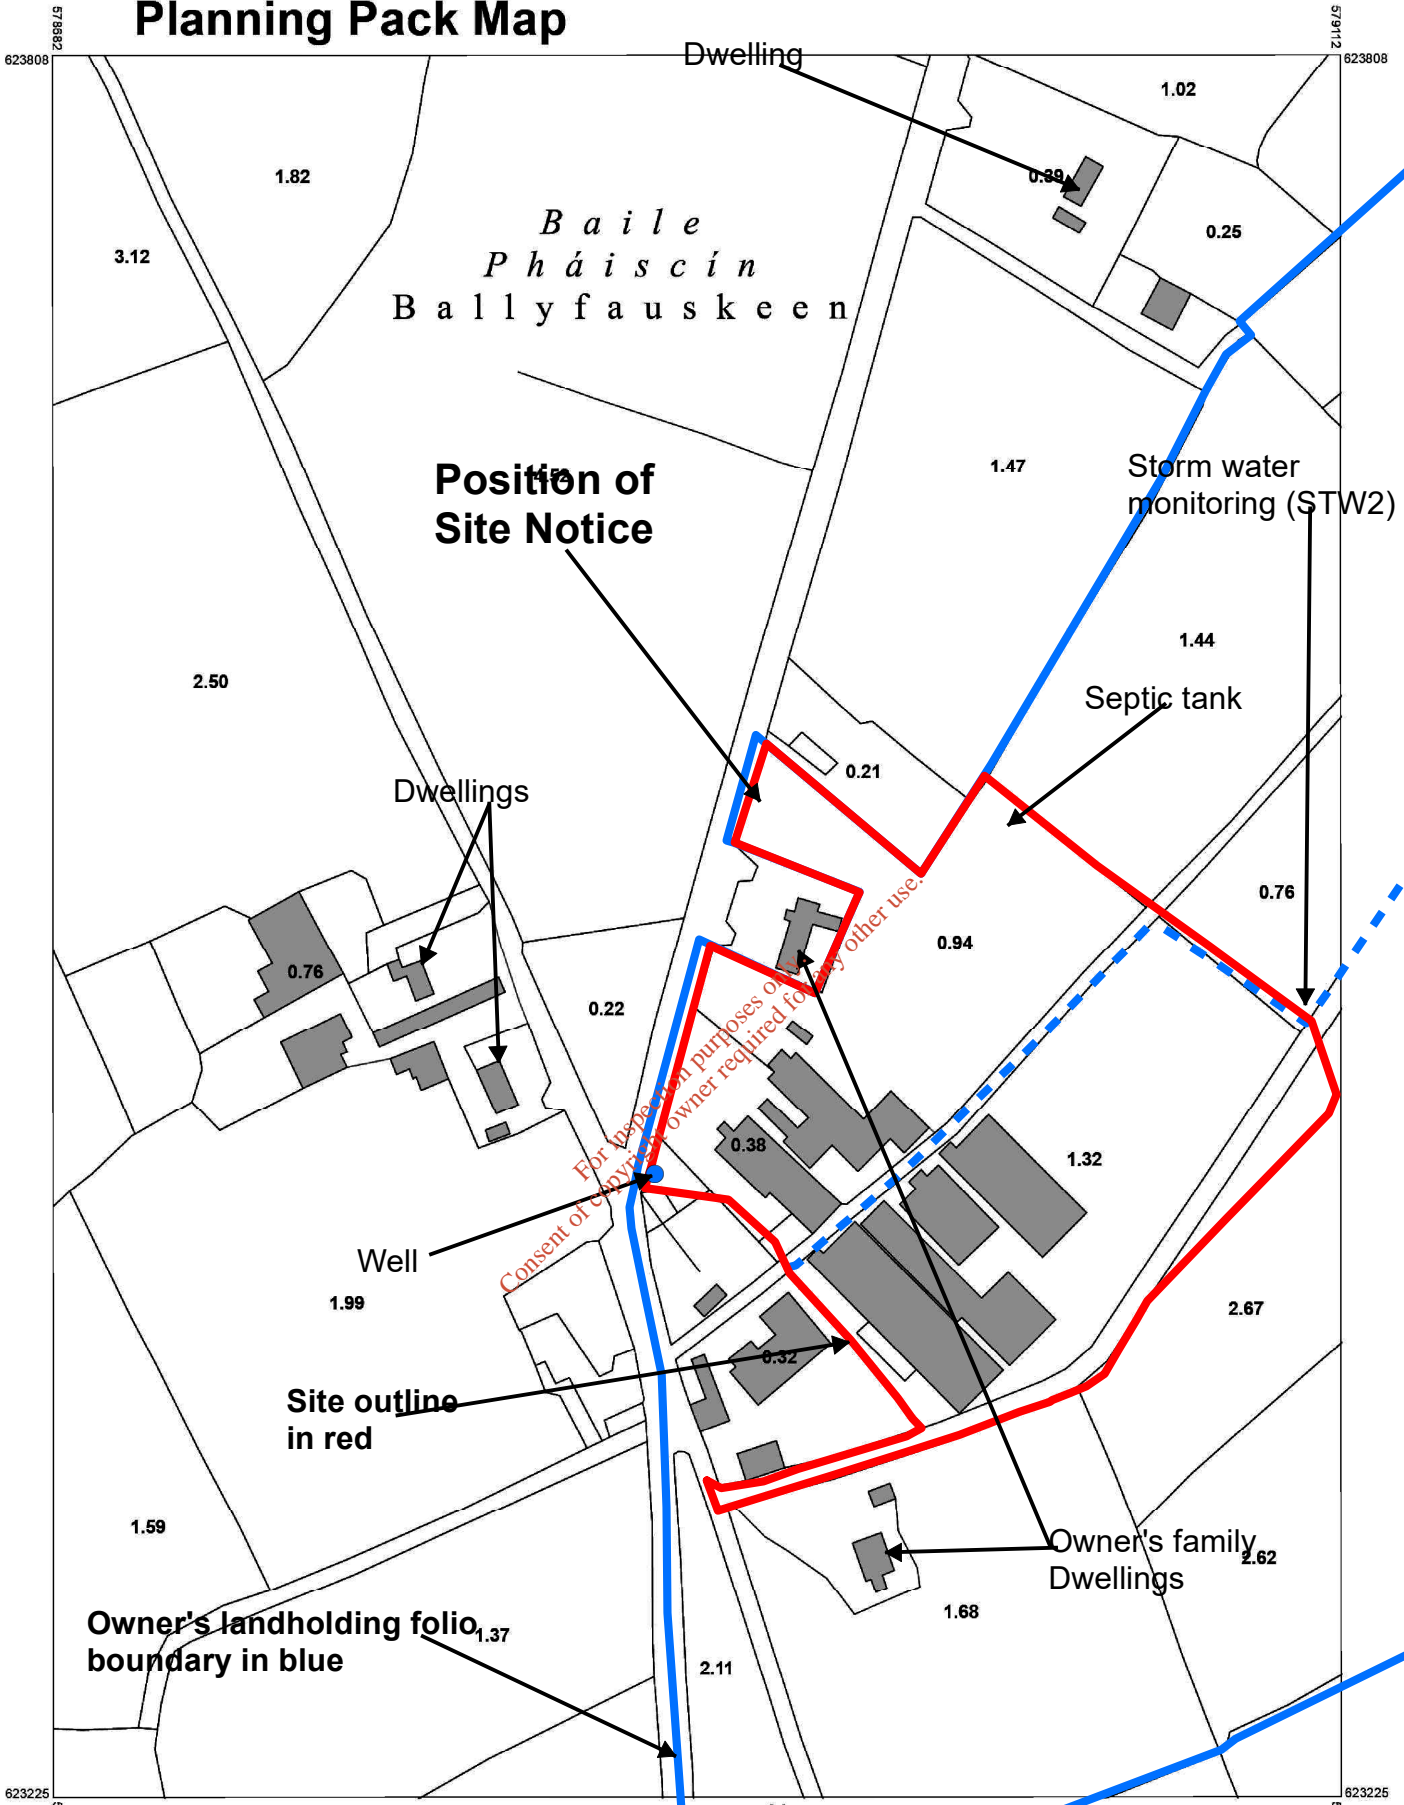 Planning Pack Map
578682
579112
623808
623808
Dwelling
1.02
1.82
0.39
3.12
0.25
Baile
Pháiscín
Ballyfauskeen
1.47
Storm water
monitoring (STW2)
Position of
Site Notice
1.44
2.50
Septic tank
0.21
Dwellings
0.76
0.76
0.94
0.22
For inspection purposes only.
Consent of copyright owner required for any other use.
0.38
1.32
Well
1.99
2.67
0.32
Site outline
in red
1.59
Owner's family
Dwellings
2.62
1.68
Owner's landholding folio
boundary in blue
1.37
2.11
623225
623225